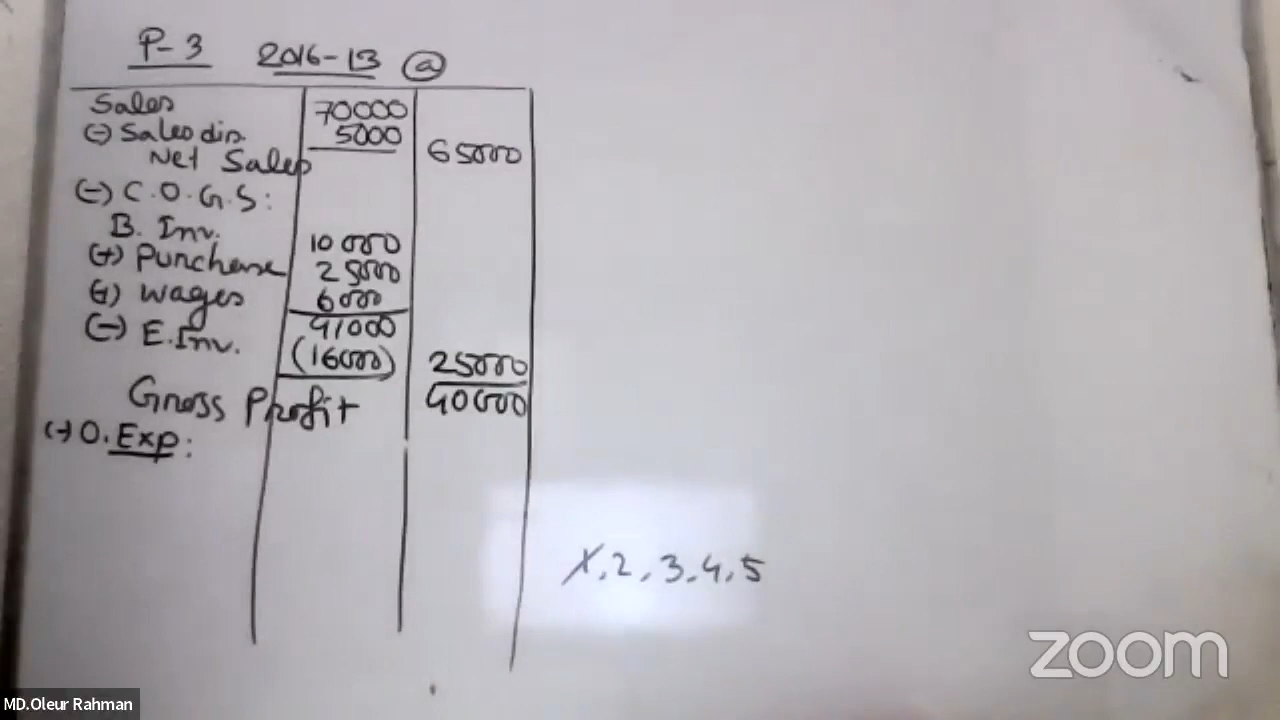 P-3 2016-13 (a)
Sales 70000
(-) Sales dis. 5000
Net Sales 65000
(-) C.O.G.S:
B. Inv. 10000
(+) Purchase 25000
(+) Wages 6000
41000
(-) E.Inv. (16000) 25000
Gross Profit 40000
(-) O. Exp:
X, 2, 3, 4, 5
zoom
MD.Oleur Rahman